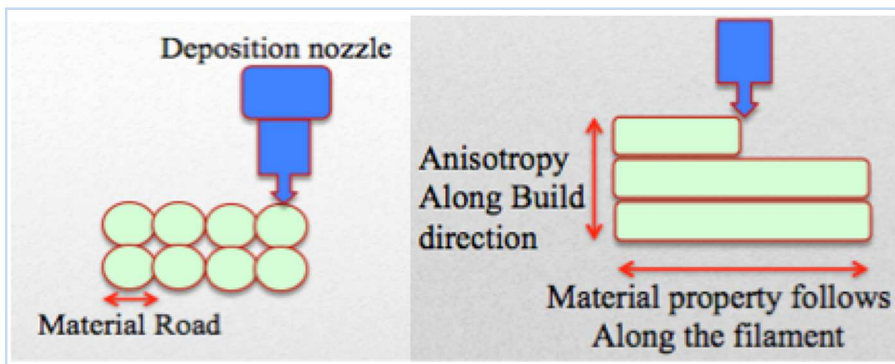 Deposition nozzle
Material Road
Anisotropy
Along Build
direction
Material property follows
Along the filament